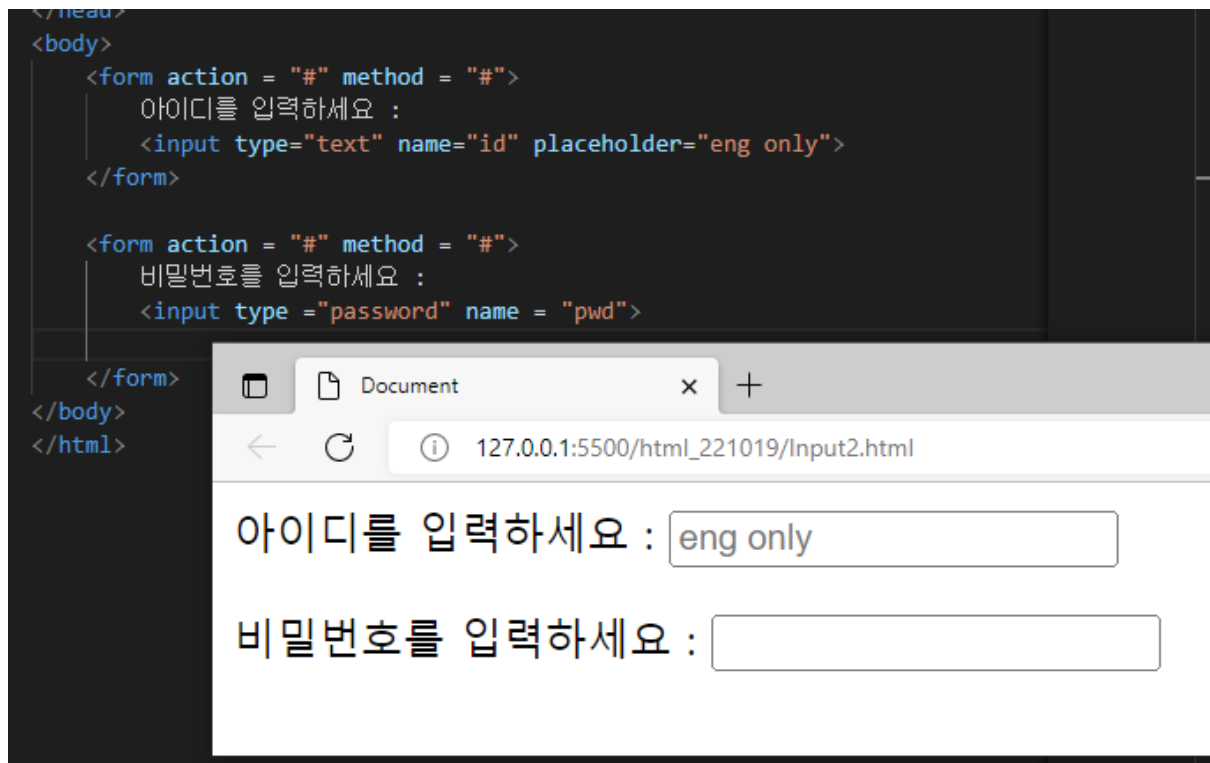 </head>
<body>
<form action = "#" method = "#">
아이디를 입력하세요 :
<input type="text" name="id" placeholder="eng only">
</form>
<form action = "#" method = "#">
비밀번호를 입력하세요 :
<input type ="password" name = "pwd">
</form>
</body>
</html>
Document
127.0.0.1:5500/html_221019/Input2.html
아이디를 입력하세요 : eng only
비밀번호를 입력하세요 :